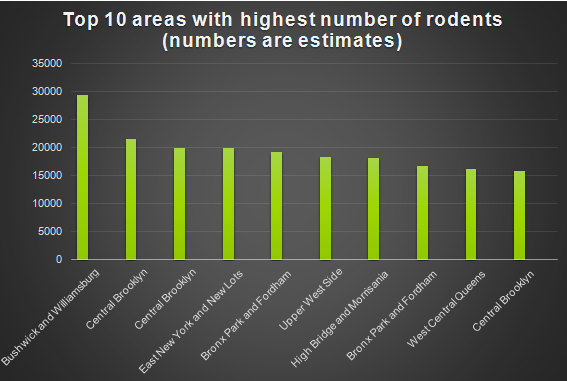 Top 10 areas with highest number of rodents
(numbers are estimates)
35000
30000
25000
20000
15000
10000
5000
0
Bushwick and Williamsburg
Central Brooklyn
Central Brooklyn
East New York and New Lots
Bronx Park and Fordham
Upper West Side
High Bridge and Morrisania
Bronx Park and Fordham
West Central Queens
Central Brooklyn